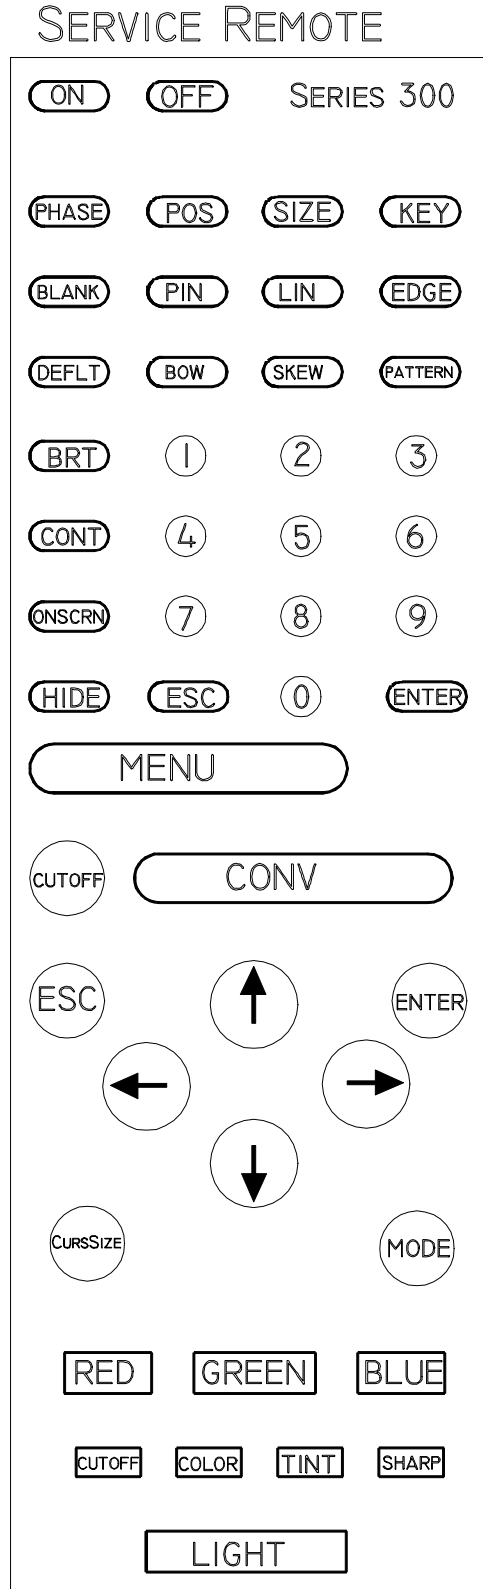 SERVICE REMOTE
ON OFF SERIES 300
PHASE POS SIZE KEY
BLANK PIN LIN EDGE
DEFLT BOW SKEW PATTERN
BRT 1 2 3
CONT 4 5 6
ONSCRN 7 8 9
HIDE ESC 0 ENTER
MENU
CUTOFF CONV
ESC ENTER
CURSSIZE MODE
RED GREEN BLUE
CUTOFF COLOR TINT SHARP
LIGHT